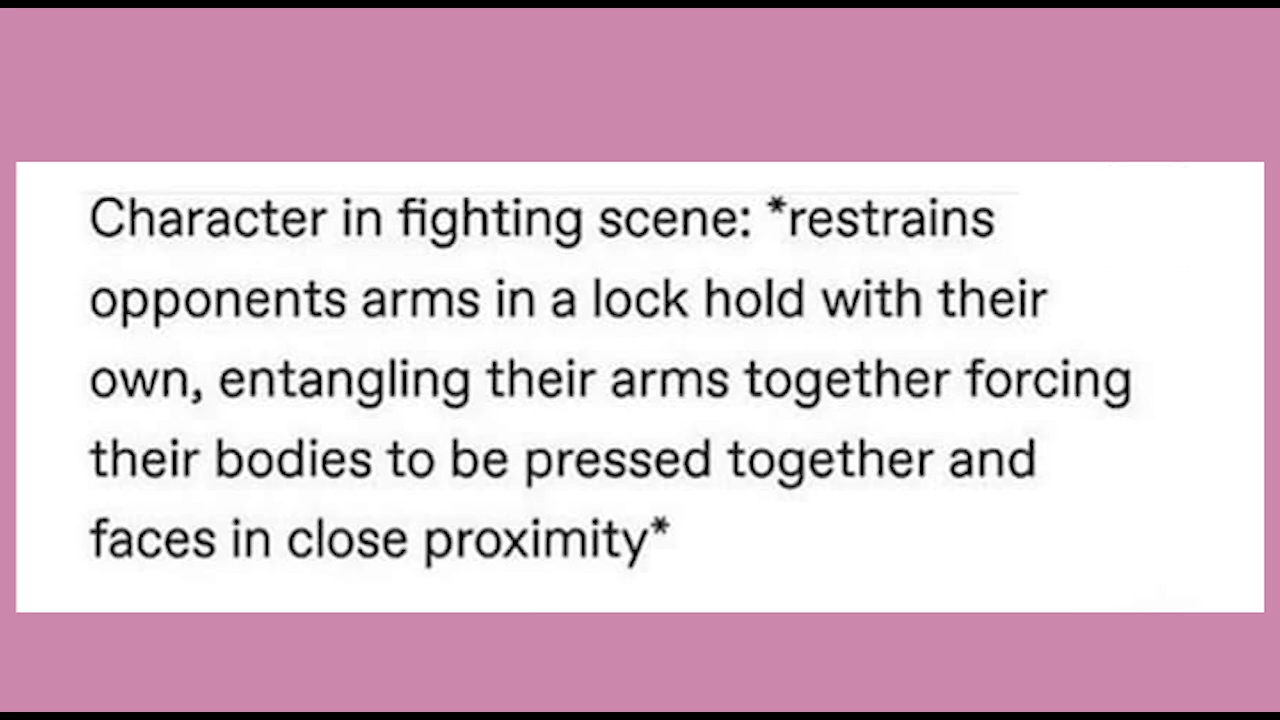 Character in fighting scene: *restrains
opponents arms in a lock hold with their
own, entangling their arms together forcing
their bodies to be pressed together and
faces in close proximity*